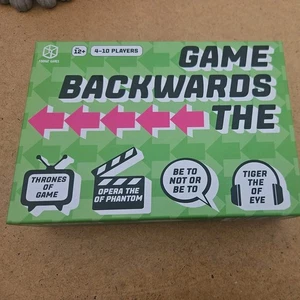 12+
4-10 PLAYERS
GAME
BACKWARDS
THE
THRONES
OF
GAME
OPERA THE
OF PHANTOM
BE TO
NOT OR
BE TO
TIGER
THE
OF
EYE